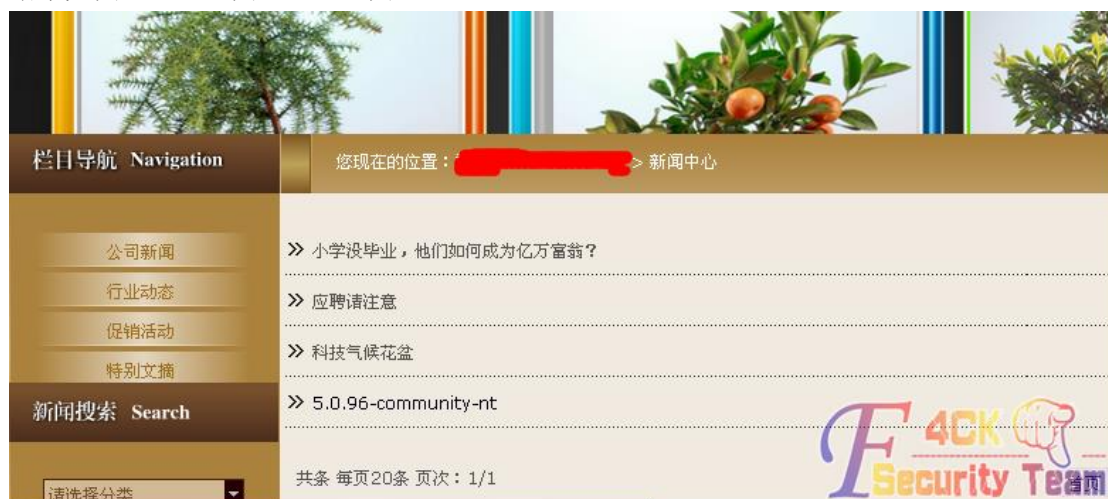 栏目导航 Navigation
您现在的位置：
> 新闻中心
公司新闻
行业动态
促销活动
特别文摘
新闻搜索 Search
请选择分类
» 小学没毕业，他们如何成为亿万富翁？
» 应聘请注意
» 科技气候花盆
» 5.0.96-community-nt
共条 每页20条 页次：1/1
首页
F4CK
Security Team